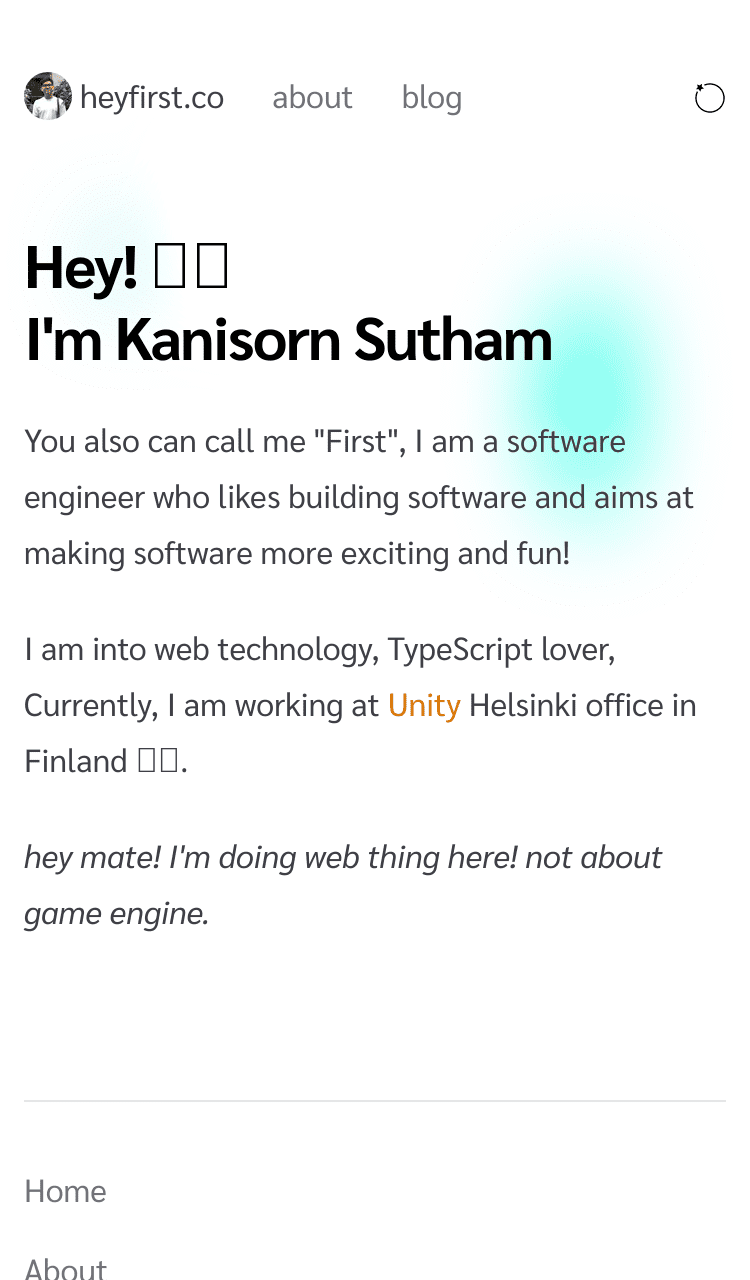 heyfirst.co about blog
Hey!
I'm Kanisorn Sutham
You also can call me "First", I am a software
engineer who likes building software and aims at
making software more exciting and fun!
I am into web technology, TypeScript lover,
Currently, I am working at Unity Helsinki office in
Finland .
hey mate! I'm doing web thing here! not about
game engine.
Home
About